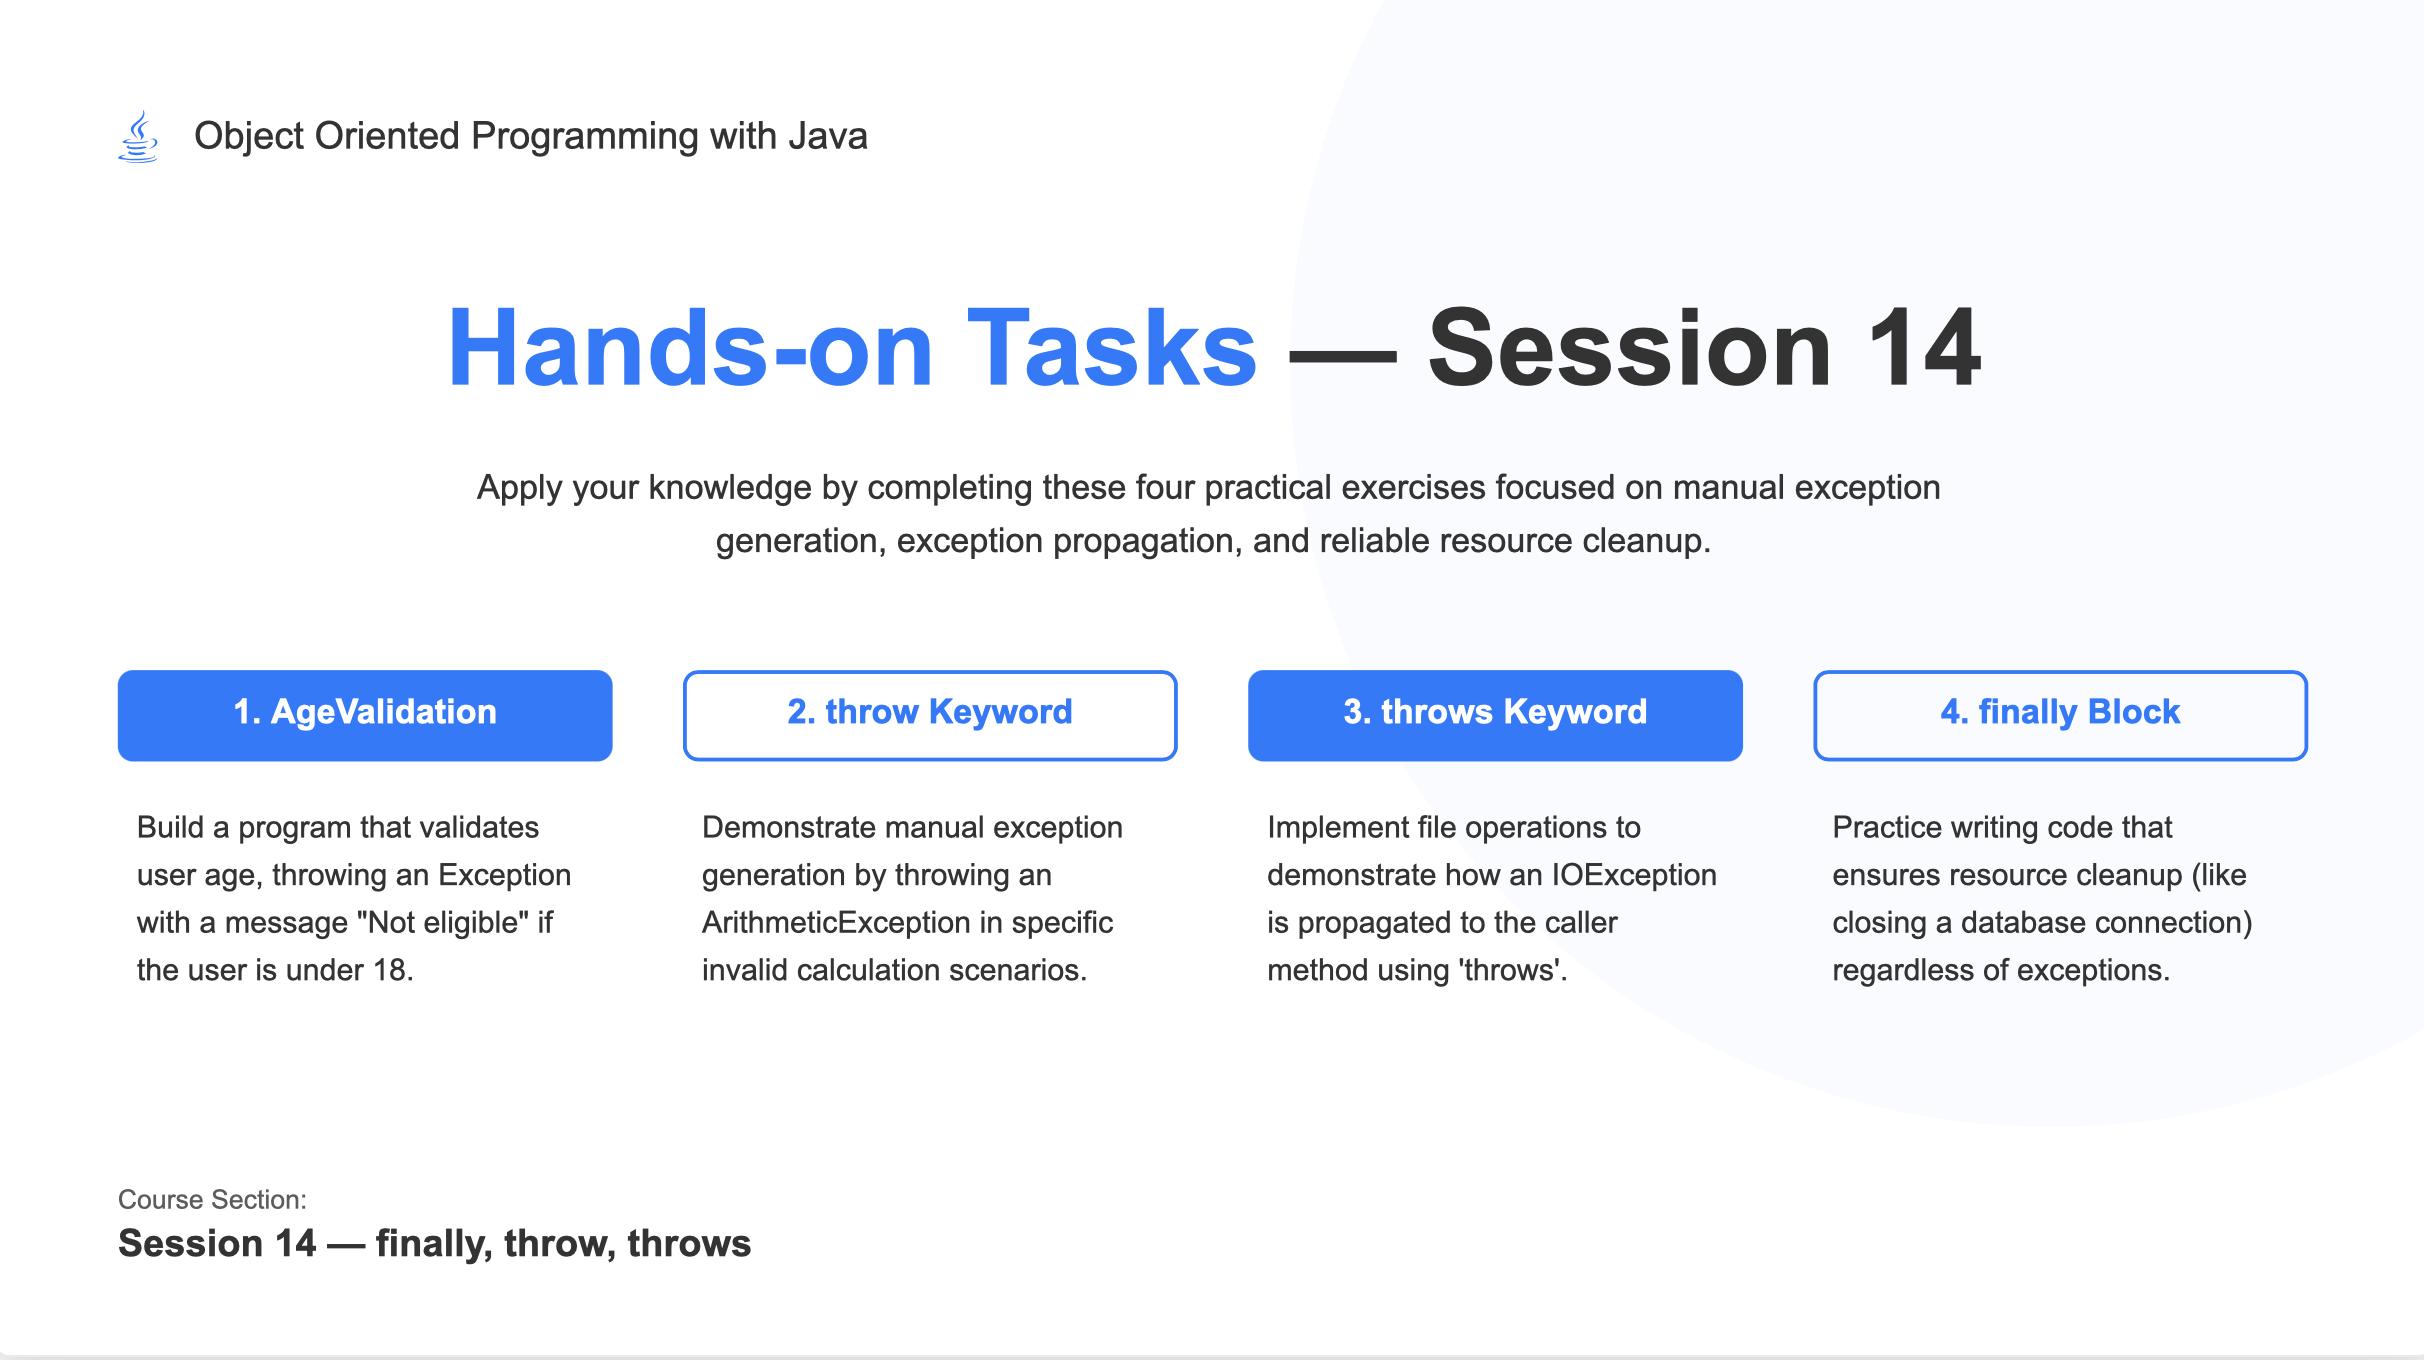 Object Oriented Programming with Java
Hands-on Tasks — Session 14
Apply your knowledge by completing these four practical exercises focused on manual exception
generation, exception propagation, and reliable resource cleanup.
1. AgeValidation
Build a program that validates
user age, throwing an Exception
with a message "Not eligible" if
the user is under 18.
2. throw Keyword
Demonstrate manual exception
generation by throwing an
ArithmeticException in specific
invalid calculation scenarios.
3. throws Keyword
Implement file operations to
demonstrate how an IOException
is propagated to the caller
method using 'throws'.
4. finally Block
Practice writing code that
ensures resource cleanup (like
closing a database connection)
regardless of exceptions.
Course Section:
Session 14 — finally, throw, throws